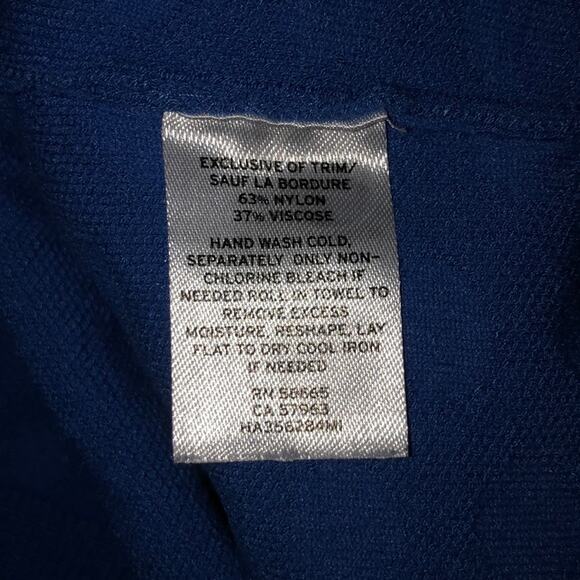 EXCLUSIVE OF TRIM/
SAUF LA BORDURE
63% NYLON
37% VISCOSE
HAND WASH COLD,
SEPARATELY ONLY NON-
CHLORINE BLEACH IF
NEEDED ROLL IN TOWEL TO
REMOVE EXCESS
MOISTURE, RESHAPE, LAY
FLAT TO DRY COOL IRON
IF NEEDED
RN 58665
CA 57963
HA356284MI